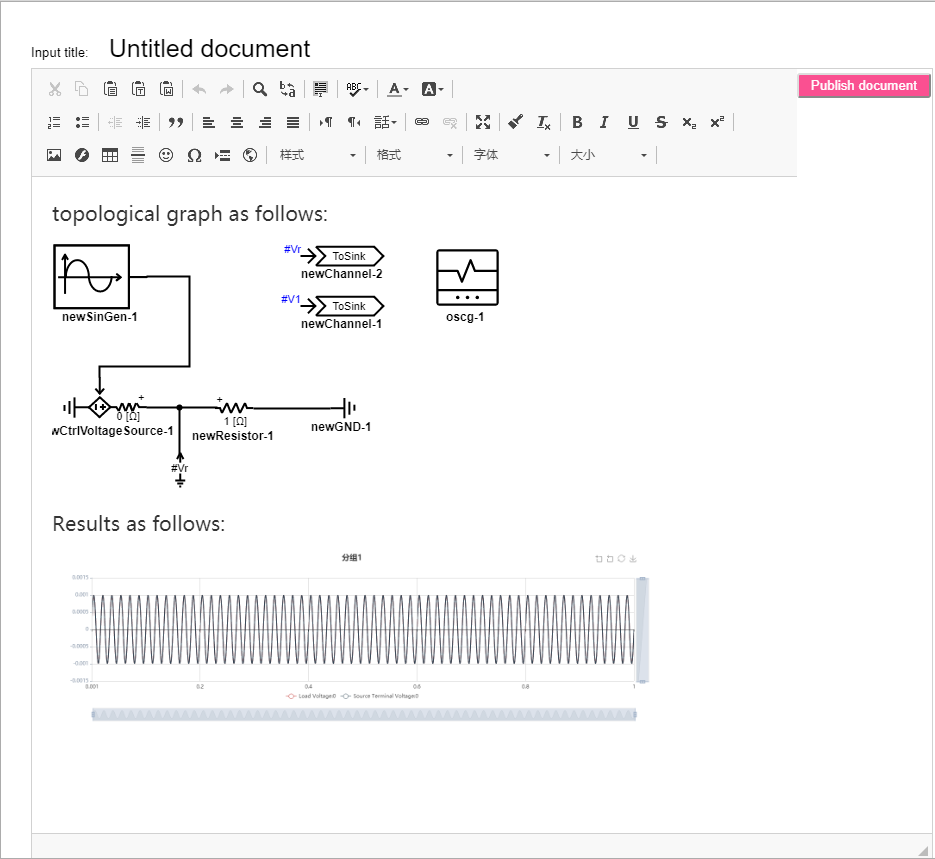 Input title: Untitled document
Publish document
样式 格式 字体 大小
topological graph as follows:
#Vr ToSink
newChannel-2
#V1 ToSink
newChannel-1
newSinGen-1
oscg-1
+ +
0 [Ω] 1 [Ω]
wCtrlVoltageSource-1
newResistor-1
newGND-1
#Vr
Results as follows:
分组1
0.0015
0.001
0.0005
0
-0.0005
-0.001
-0.0015
0.001 0.2 0.4 0.6 0.8 1
Load Voltage0 Source Terminal Voltage0